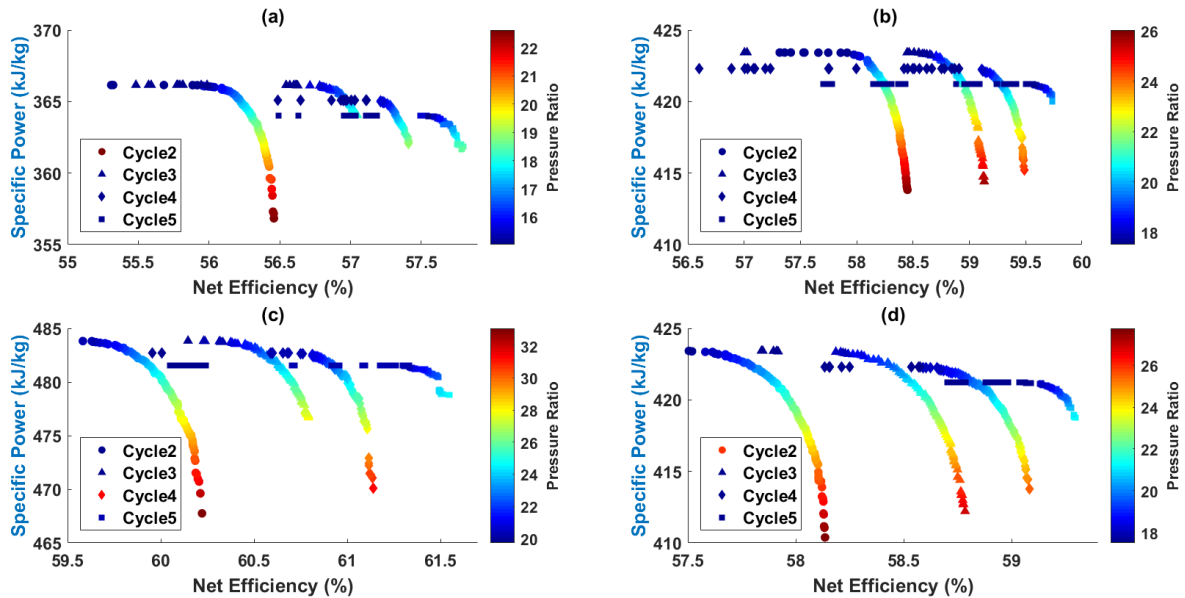 (a)
Specific Power (kJ/kg)
370
365
360
355
55
55.5
56
56.5
57
57.5
Net Efficiency (%)
Cycle2
Cycle3
Cycle4
Cycle5
22
21
20
19
18
17
16
Pressure Ratio
(b)
Specific Power (kJ/kg)
425
420
415
410
56.5
57
57.5
58
58.5
59
59.5
60
Net Efficiency (%)
Cycle2
Cycle3
Cycle4
Cycle5
26
24
22
20
18
Pressure Ratio
(c)
Specific Power (kJ/kg)
485
480
475
470
465
59.5
60
60.5
61
61.5
Net Efficiency (%)
Cycle2
Cycle3
Cycle4
Cycle5
32
30
28
26
24
22
20
Pressure Ratio
(d)
Specific Power (kJ/kg)
425
420
415
410
57.5
58
58.5
59
Net Efficiency (%)
Cycle2
Cycle3
Cycle4
Cycle5
26
24
22
20
18
Pressure Ratio